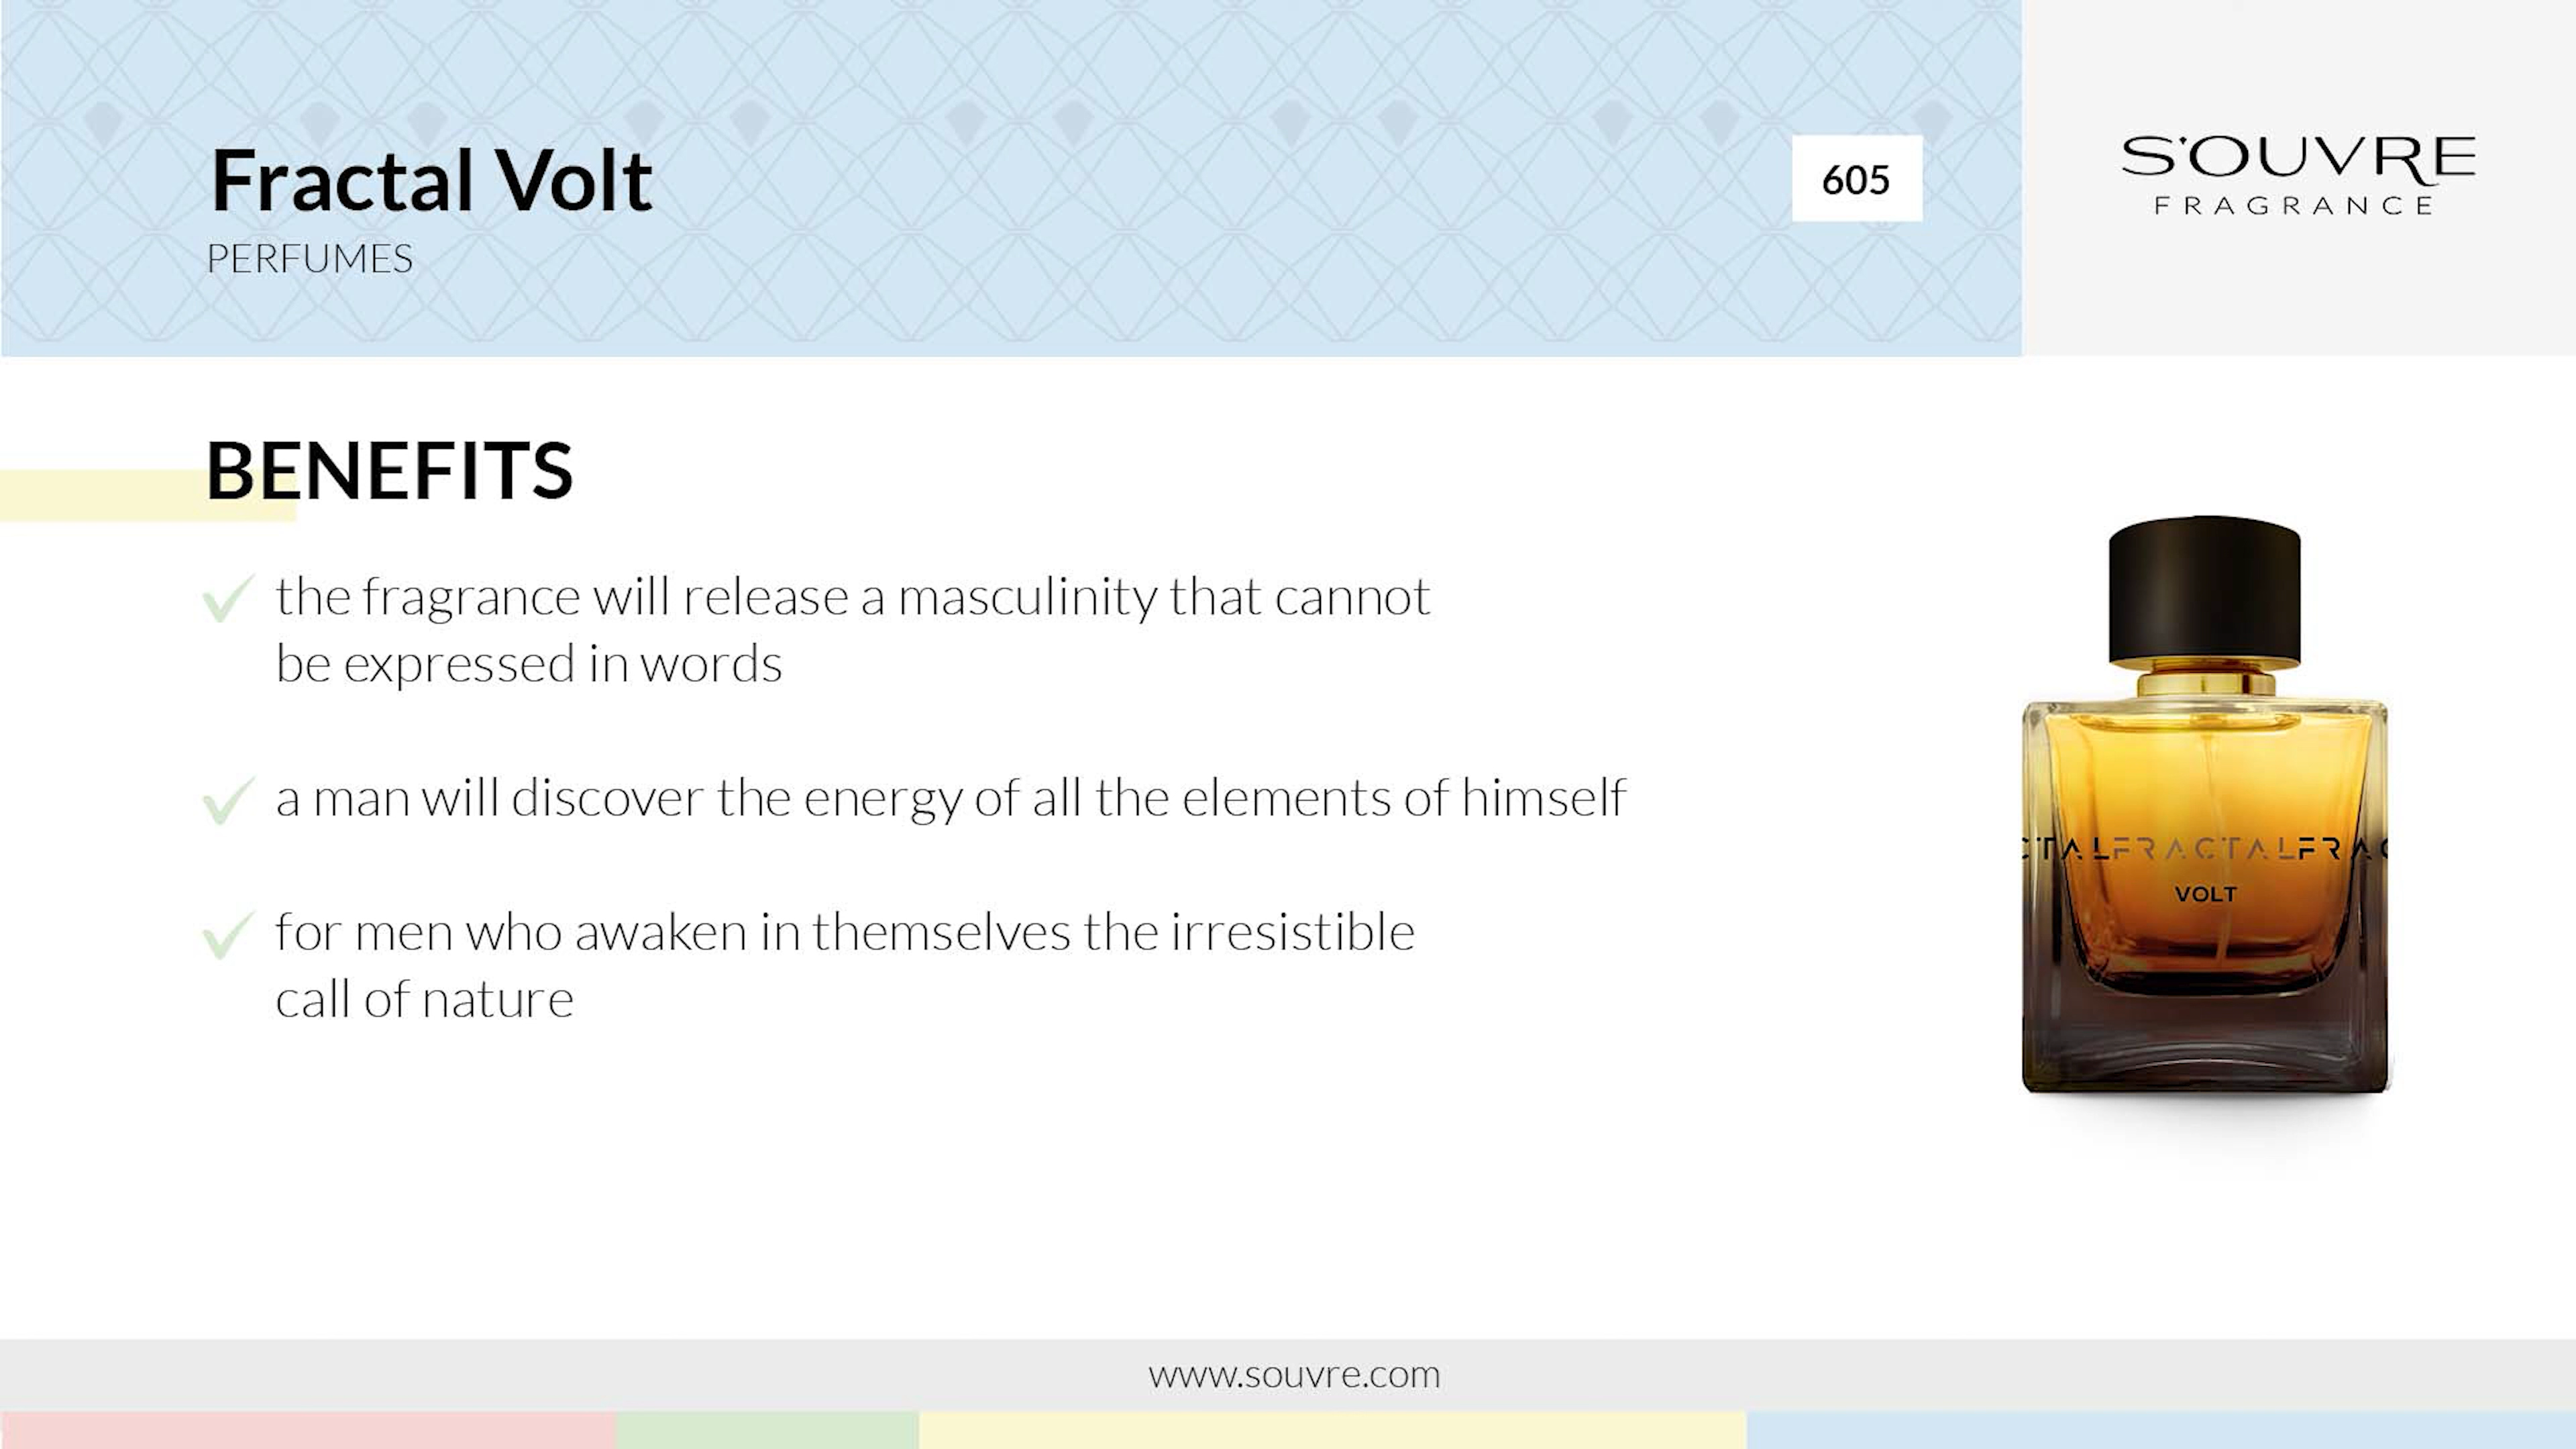 Fractal Volt
PERFUMES
605
S'OUVRE
FRAGRANCE
BENEFITS
the fragrance will release a masculinity that cannot
be expressed in words
a man will discover the energy of all the elements of himself
for men who awaken in themselves the irresistible
call of nature
CTALFRACTALFRAC
VOLT
www.souvre.com